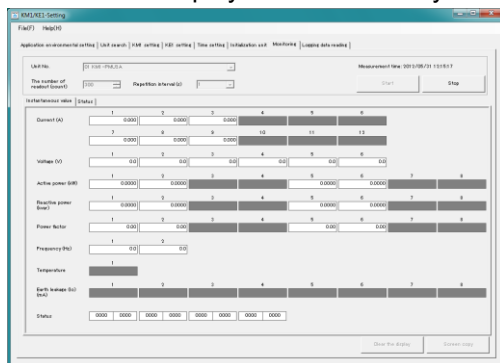 KM1/KE1-Setting
File(F) Help(H)
Application environmental setting | Unit search | KM1 setting | KE1 setting | Time setting | Initialization unit | Monitoring | Logging data reading
Unit No. Measurement time: 2012/05/31 13:15:17
The number of readout (count) 300 Repetition interval(s) 1 Start Stop
Instantaneous value Status
1 2 3 4 5 6
Current (A) 0.000 0.000 0.000
7 8 9 10 11 12
0.000 0.000 0.000
1 2 3 4 5 6
Voltage (V) 0.0 0.0 0.0 0.0 0.0 0.0
1 2 3 4 5 6 7 8
Active power (kW) 0.0000 0.0000 0.0000 0.0000
1 2 3 4 5 6 7 8
Reactive power (kvar) 0.0000 0.0000 0.0000 0.0000
1 2 3 4 5 6 7 8
Power factor 0.00 0.00 0.00 0.00
1 2
Frequency (Hz) 0.0 0.0
1
Temperature
1 2 3 4 5 6 7 8
Earth leakage (Io) (mA)
Status 0000 0000 0000 0000 0000 0000 0000 0000
Clear the display Screen copy